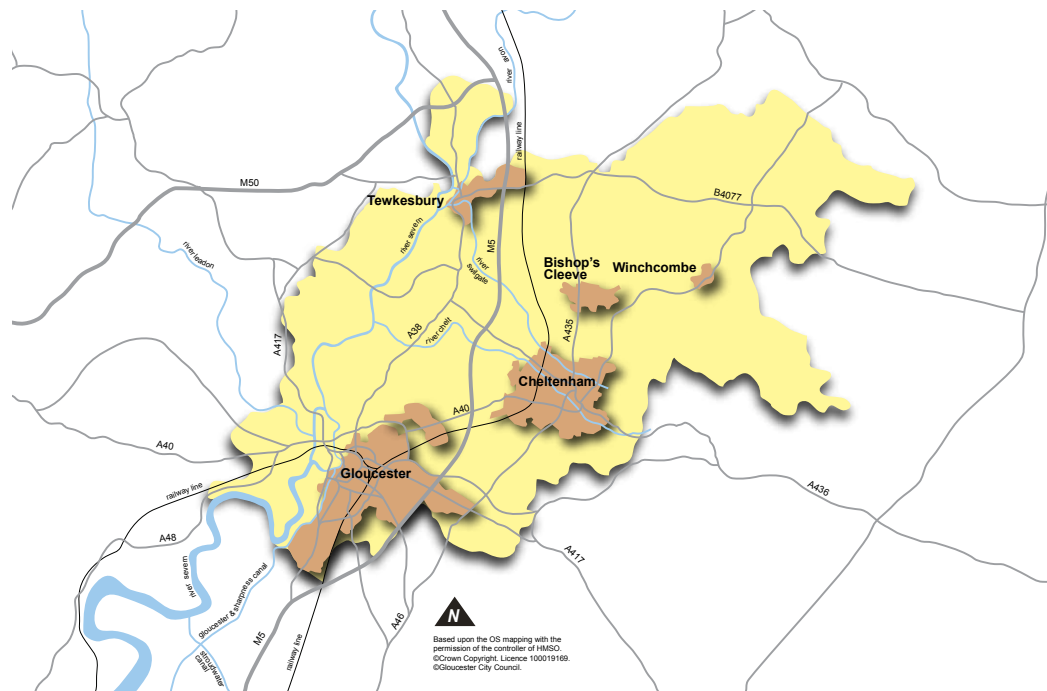 river
avon
railway line
M50
Tewkesbury
B4077
river severn
M5
river leadon
river
swilgate
Bishop's
Cleeve
Winchcombe
A417
A38
river chelt
A435
Cheltenham
A40
A40
Gloucester
railway line
A436
A48
river severn
gloucester & sharpness canal
A417
M5
stroudwater
canal
railway line
A46
N
Based upon the OS mapping with the
permission of the controller of HMSO.
©Crown Copyright. Licence 100019169.
©Gloucester City Council.